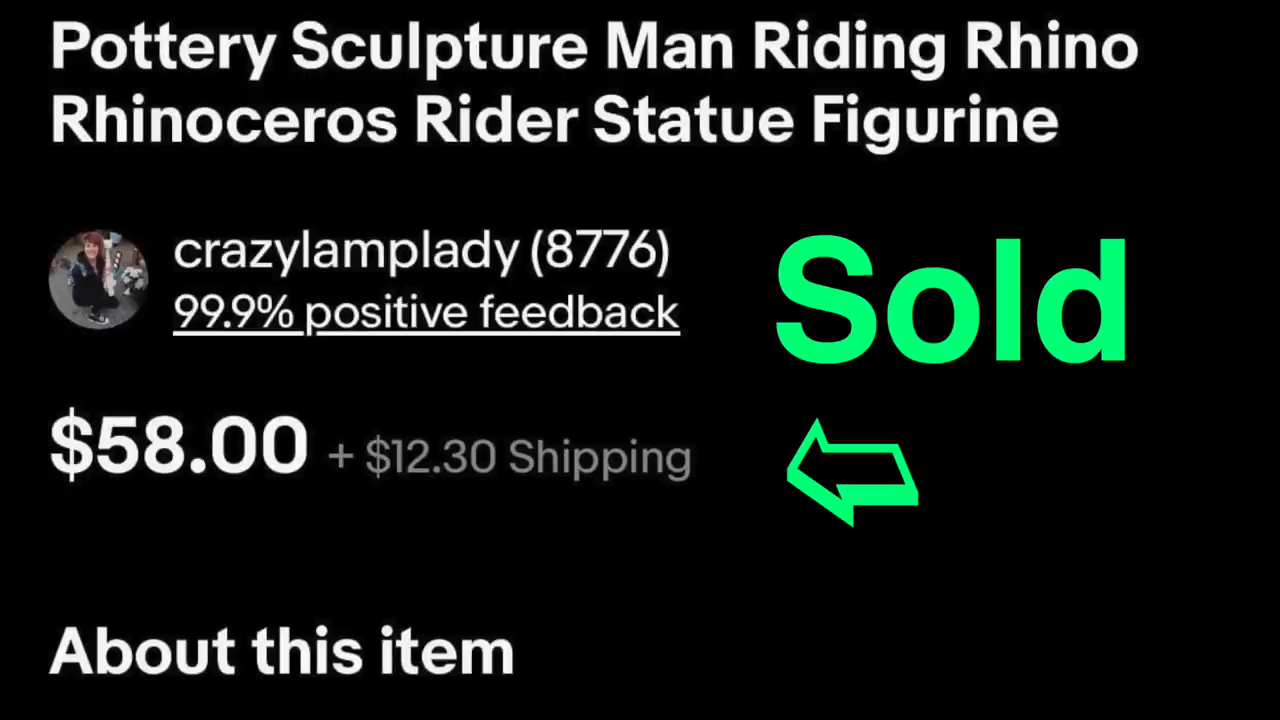 Pottery Sculpture Man Riding Rhino
Rhinoceros Rider Statue Figurine
crazylamplady (8776)
99.9% positive feedback
Sold
$58.00 + $12.30 Shipping
About this item